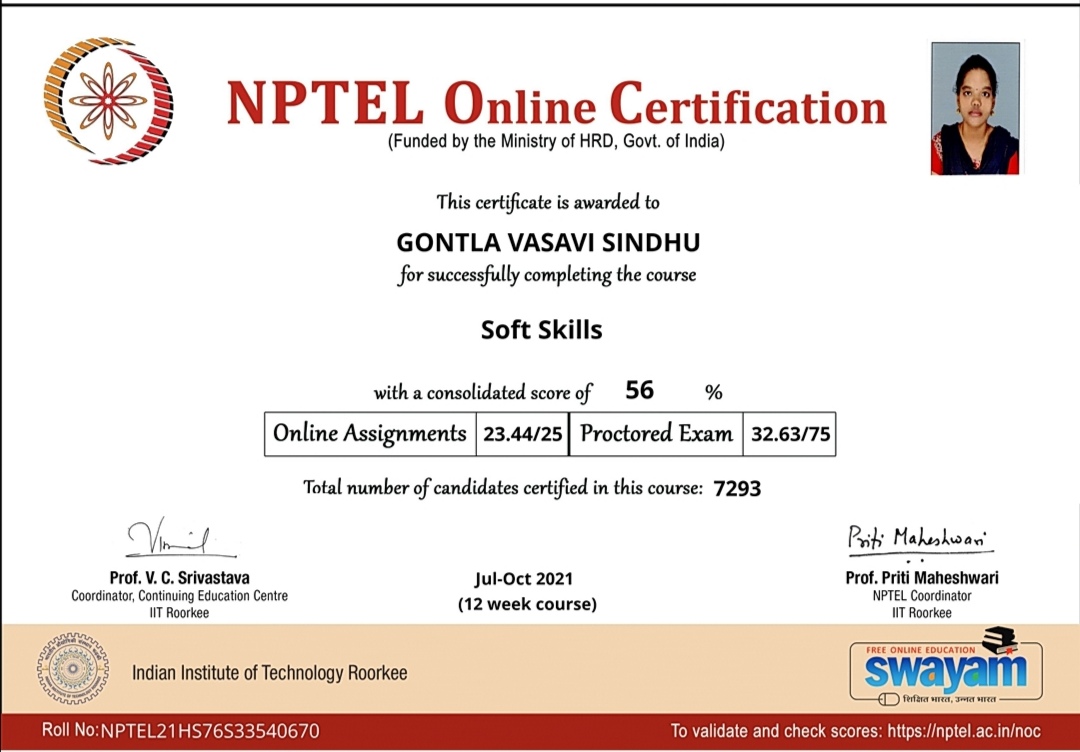 NPTEL Online Certification
(Funded by the Ministry of HRD, Govt. of India)
This certificate is awarded to
GONTLA VASAVI SINDHU
for successfully completing the course
Soft Skills
with a consolidated score of 56 %
Online Assignments 23.44/25 Proctored Exam 32.63/75
Total number of candidates certified in this course: 7293
Priti Maheshwari
Prof. V. C. Srivastava
Coordinator, Continuing Education Centre
IIT Roorkee
Jul-Oct 2021
(12 week course)
Prof. Priti Maheshwari
NPTEL Coordinator
IIT Roorkee
Indian Institute of Technology Roorkee
FREE ONLINE EDUCATION
swayam
शिक्षित भारत, उन्नत भारत
Roll No:NPTEL21HS76S33540670
To validate and check scores: https://nptel.ac.in/noc